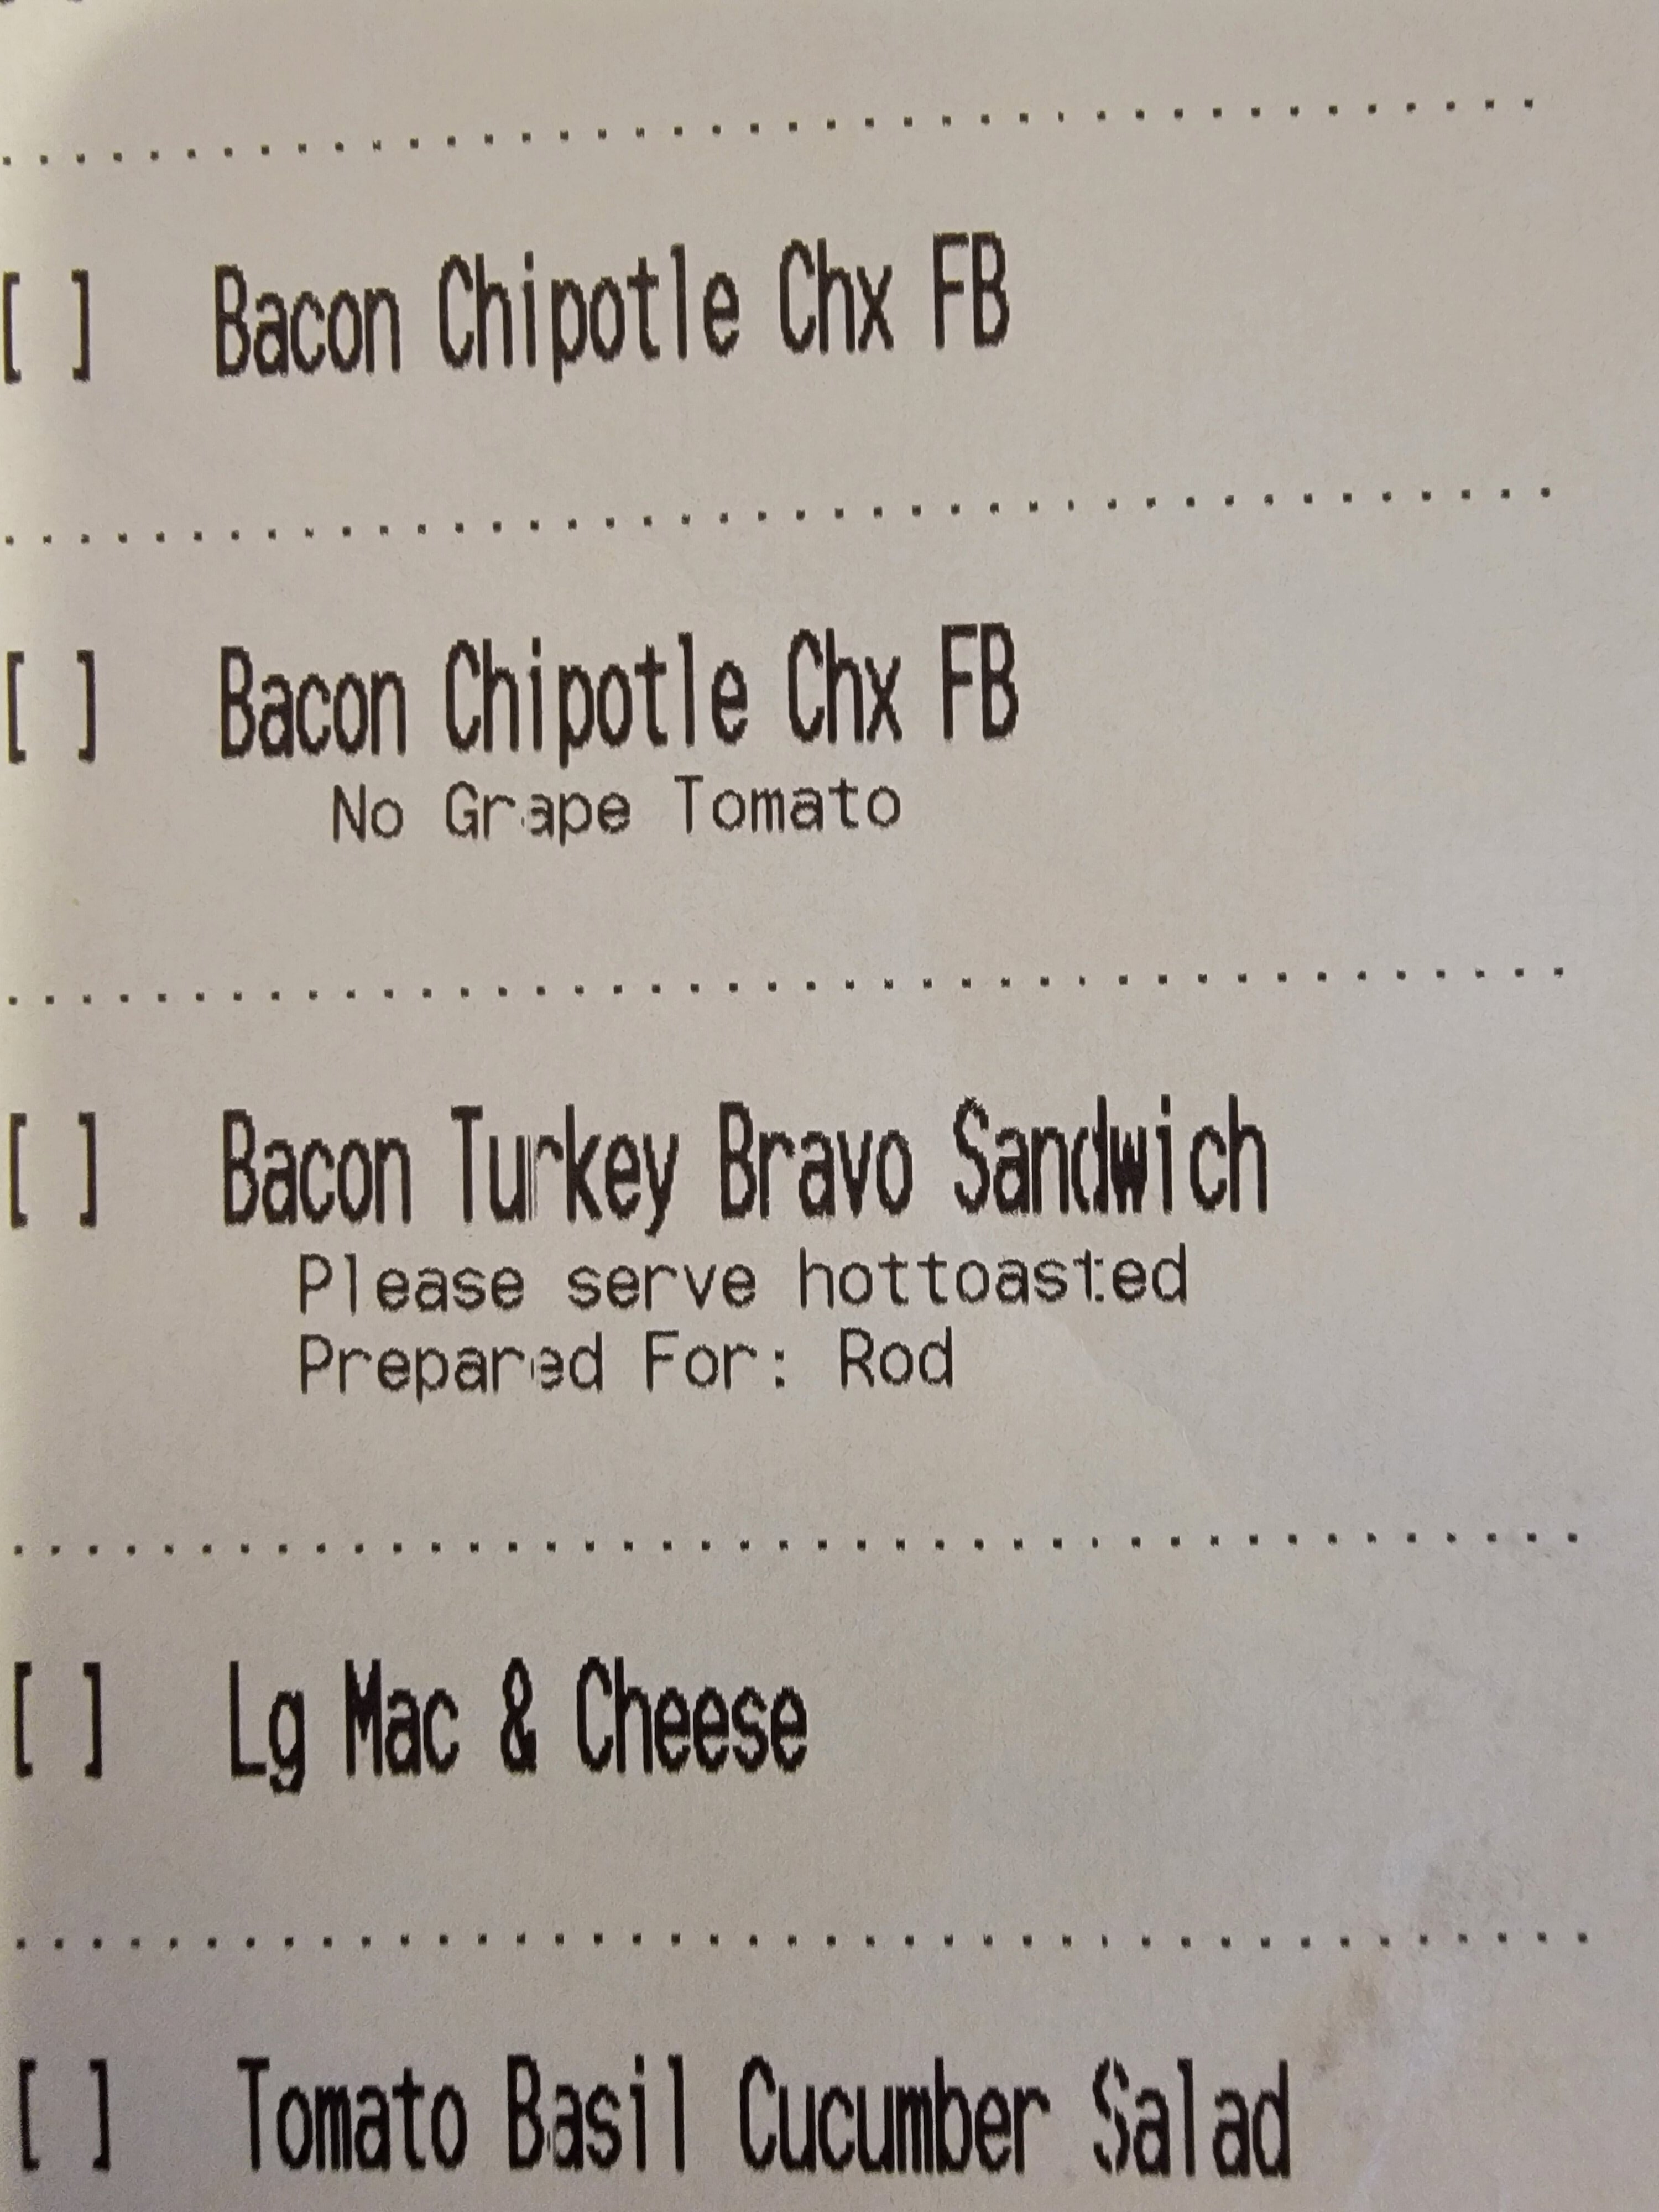 [ ] Bacon Chipotle Chx FB
[ ] Bacon Chipotle Chx FB
No Grape Tomato
[ ] Bacon Turkey Bravo Sandwich
Please serve hottoasted
Prepared For: Rod
[ ] Lg Mac & Cheese
[ ] Tomato Basil Cucumber Salad